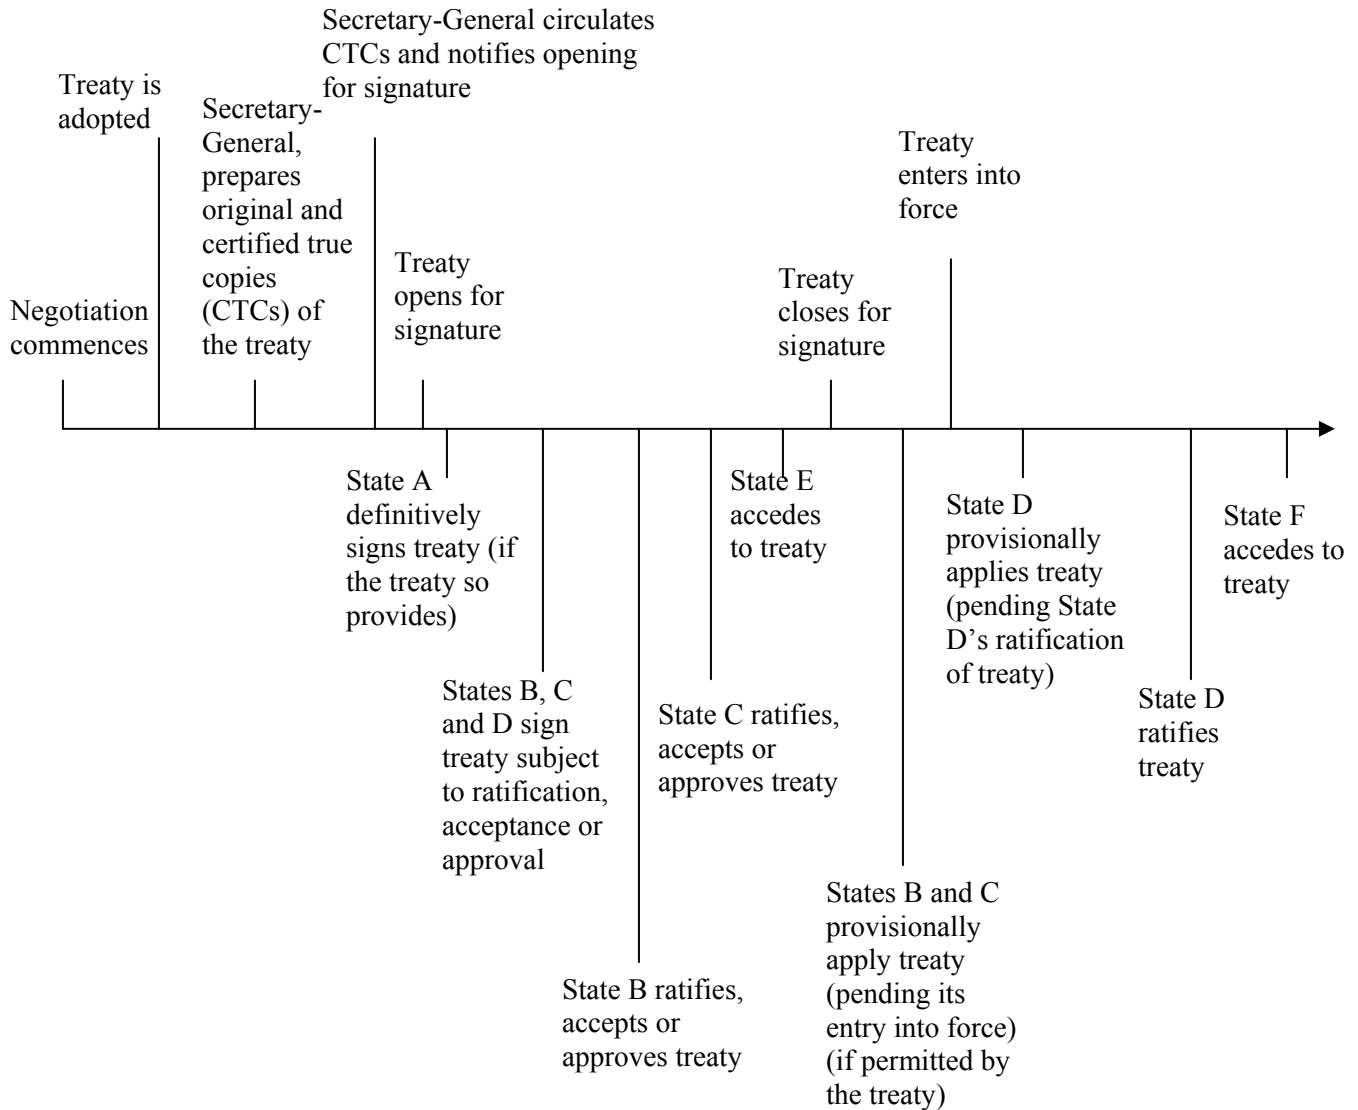 Secretary-General circulates
CTCs and notifies opening
for signature
Treaty is
adopted
Secretary-
General,
prepares
original and
certified true
copies
(CTCs) of
the treaty
Treaty
enters into
force
Treaty
opens for
signature
Treaty
closes for
signature
Negotiation
commences
State A
definitively
signs treaty (if
the treaty so
provides)
State E
accedes
to treaty
State D
provisionally
applies treaty
(pending State
D’s ratification
of treaty)
State F
accedes to
treaty
States B, C
and D sign
treaty subject
to ratification,
acceptance or
approval
State C ratifies,
accepts or
approves treaty
State D
ratifies
treaty
States B and C
provisionally
apply treaty
(pending its
entry into force)
(if permitted by
the treaty)
State B ratifies,
accepts or
approves treaty